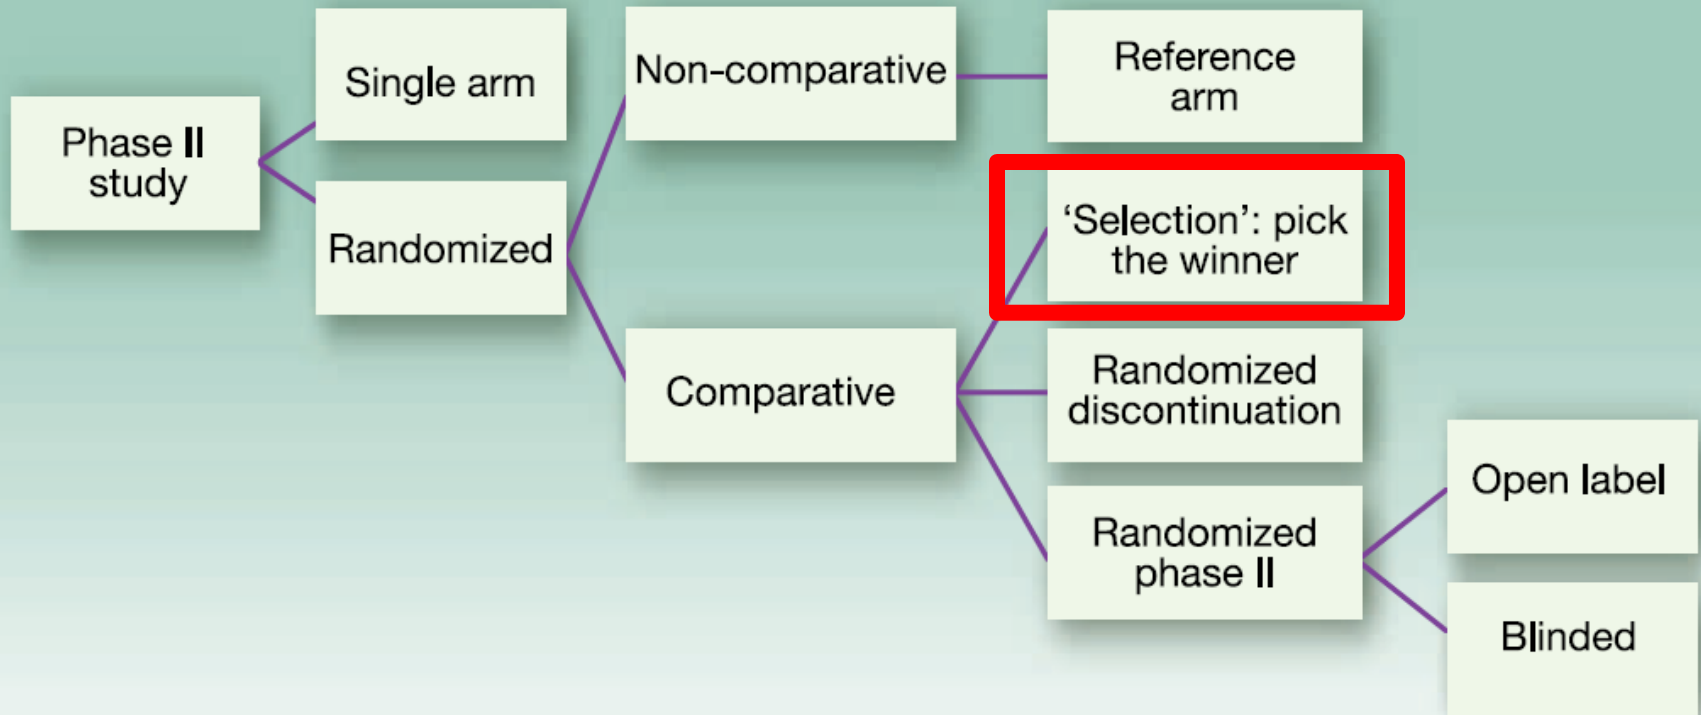 Phase II
study
Single arm
Randomized
Non-comparative
Comparative
Reference
arm
‘Selection’: pick
the winner
Randomized
discontinuation
Randomized
phase II
Open label
Blinded